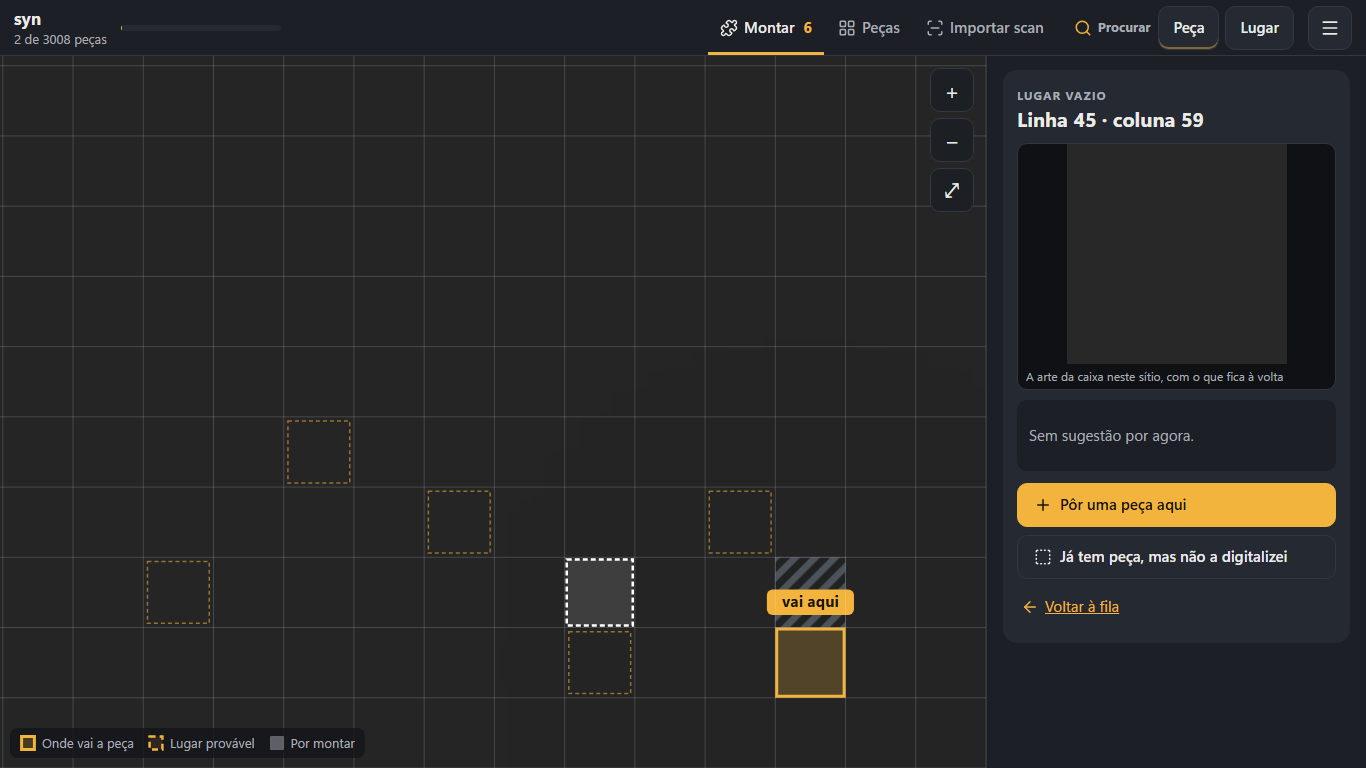 syn
2 de 3008 peças
Montar 6
Peças
Importar scan
Procurar
Peça
Lugar
LUGAR VAZIO
Linha 45 · coluna 59
A arte da caixa neste sítio, com o que fica à volta
Sem sugestão por agora.
Pôr uma peça aqui
Já tem peça, mas não a digitalizei
Voltar à fila
vai aqui
Onde vai a peça
Lugar provável
Por montar